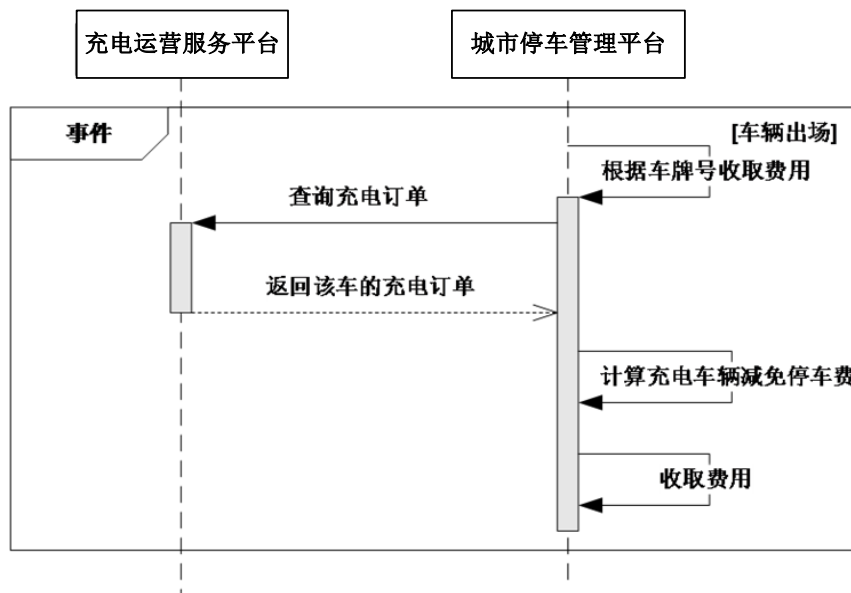 充电运营服务平台
城市停车管理平台
事件
[车辆出场]
根据车牌号收取费用
查询充电订单
返回该车的充电订单
计算充电车辆减免停车费
收取费用